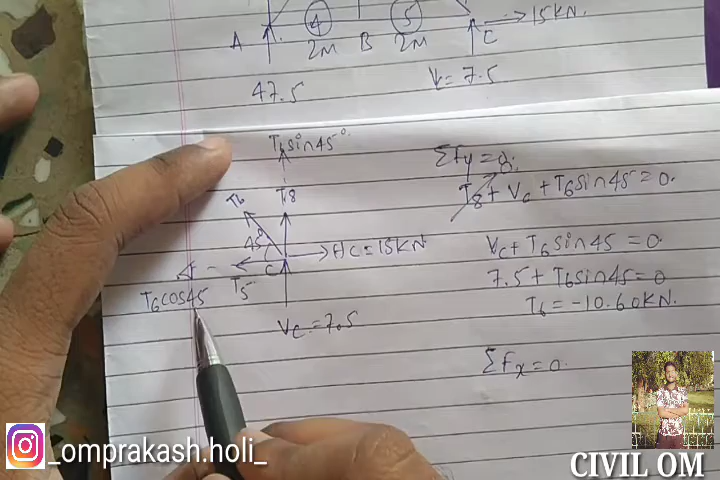 4 5 → 15KN.
A 2M B 2M C
47.5 V = 7.5
T6sin45°
ΣFy = 0.
T8 + Vc + T6sin45 = 0.
T6 T8
45° → HC = 15KN
Vc + T6sin45 = 0.
C
T5
7.5 + T6sin45 = 0
T6cos45
T6 = -10.60KN.
Vc = 7.5
ΣFx = 0.
_omprakash.holi_
CIVIL OM